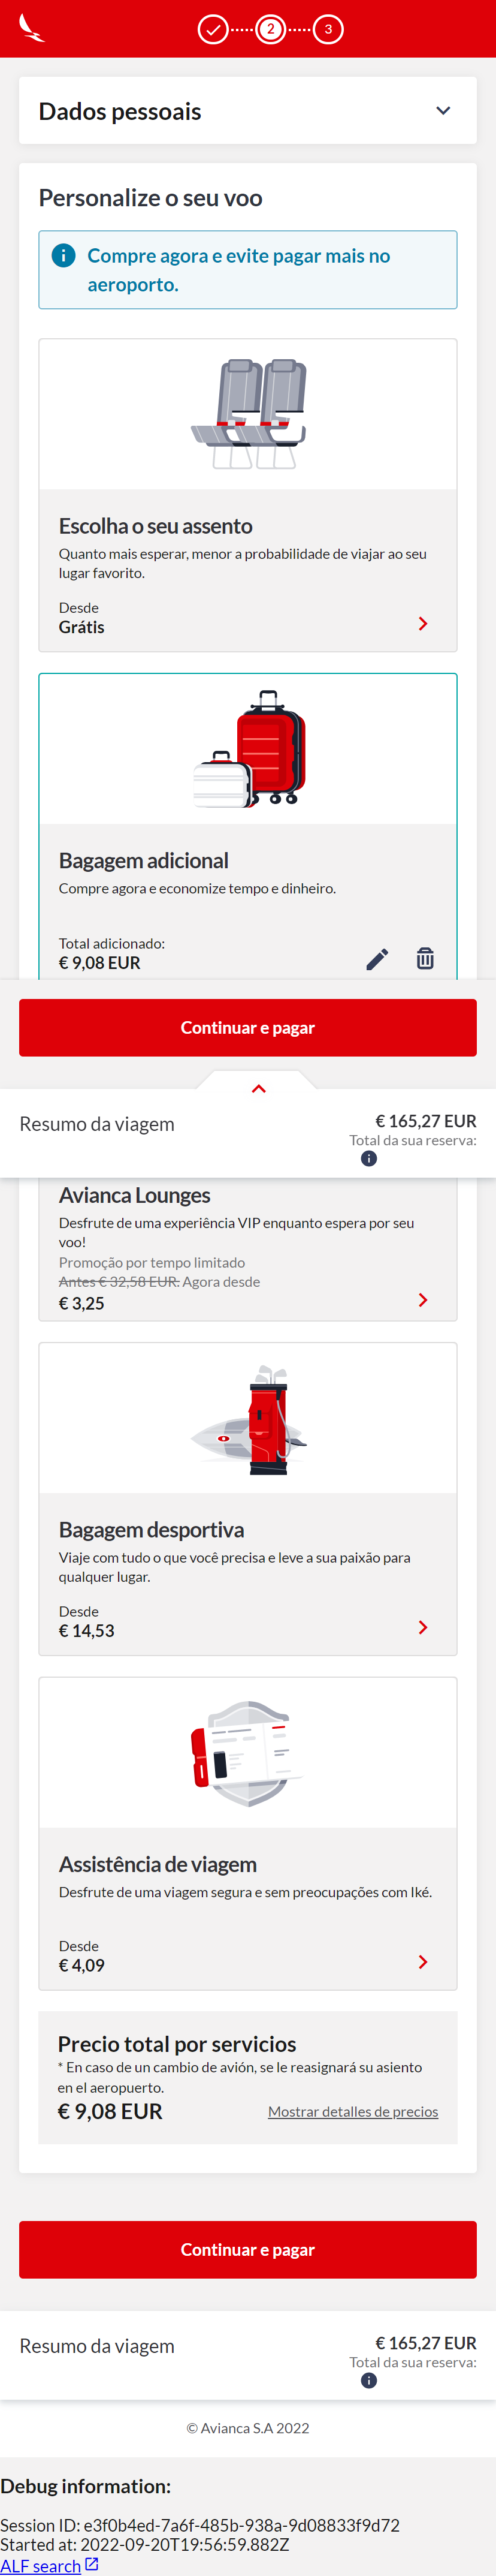 2
3
Dados pessoais
Personalize o seu voo
Compre agora e evite pagar mais no
aeroporto.
Escolha o seu assento
Quanto mais esperar, menor a probabilidade de viajar ao seu
lugar favorito.
Desde
Grátis
Bagagem adicional
Compre agora e economize tempo e dinheiro.
Total adicionado:
€ 9,08 EUR
Continuar e pagar
Resumo da viagem
€ 165,27 EUR
Total da sua reserva:
Avianca Lounges
Desfrute de uma experiência VIP enquanto espera por seu
voo!
Promoção por tempo limitado
Antes € 32,58 EUR. Agora desde
€ 3,25
Bagagem desportiva
Viaje com tudo o que você precisa e leve a sua paixão para
qualquer lugar.
Desde
€ 14,53
Assistência de viagem
Desfrute de uma viagem segura e sem preocupações com Iké.
Desde
€ 4,09
Precio total por servicios
* En caso de un cambio de avión, se le reasignará su asiento
en el aeropuerto.
€ 9,08 EUR Mostrar detalles de precios
Continuar e pagar
Resumo da viagem
€ 165,27 EUR
Total da sua reserva:
© Avianca S.A 2022
Debug information:
Session ID: e3f0b4ed-7a6f-485b-938a-9d08833f9d72
Started at: 2022-09-20T19:56:59.882Z
ALF search